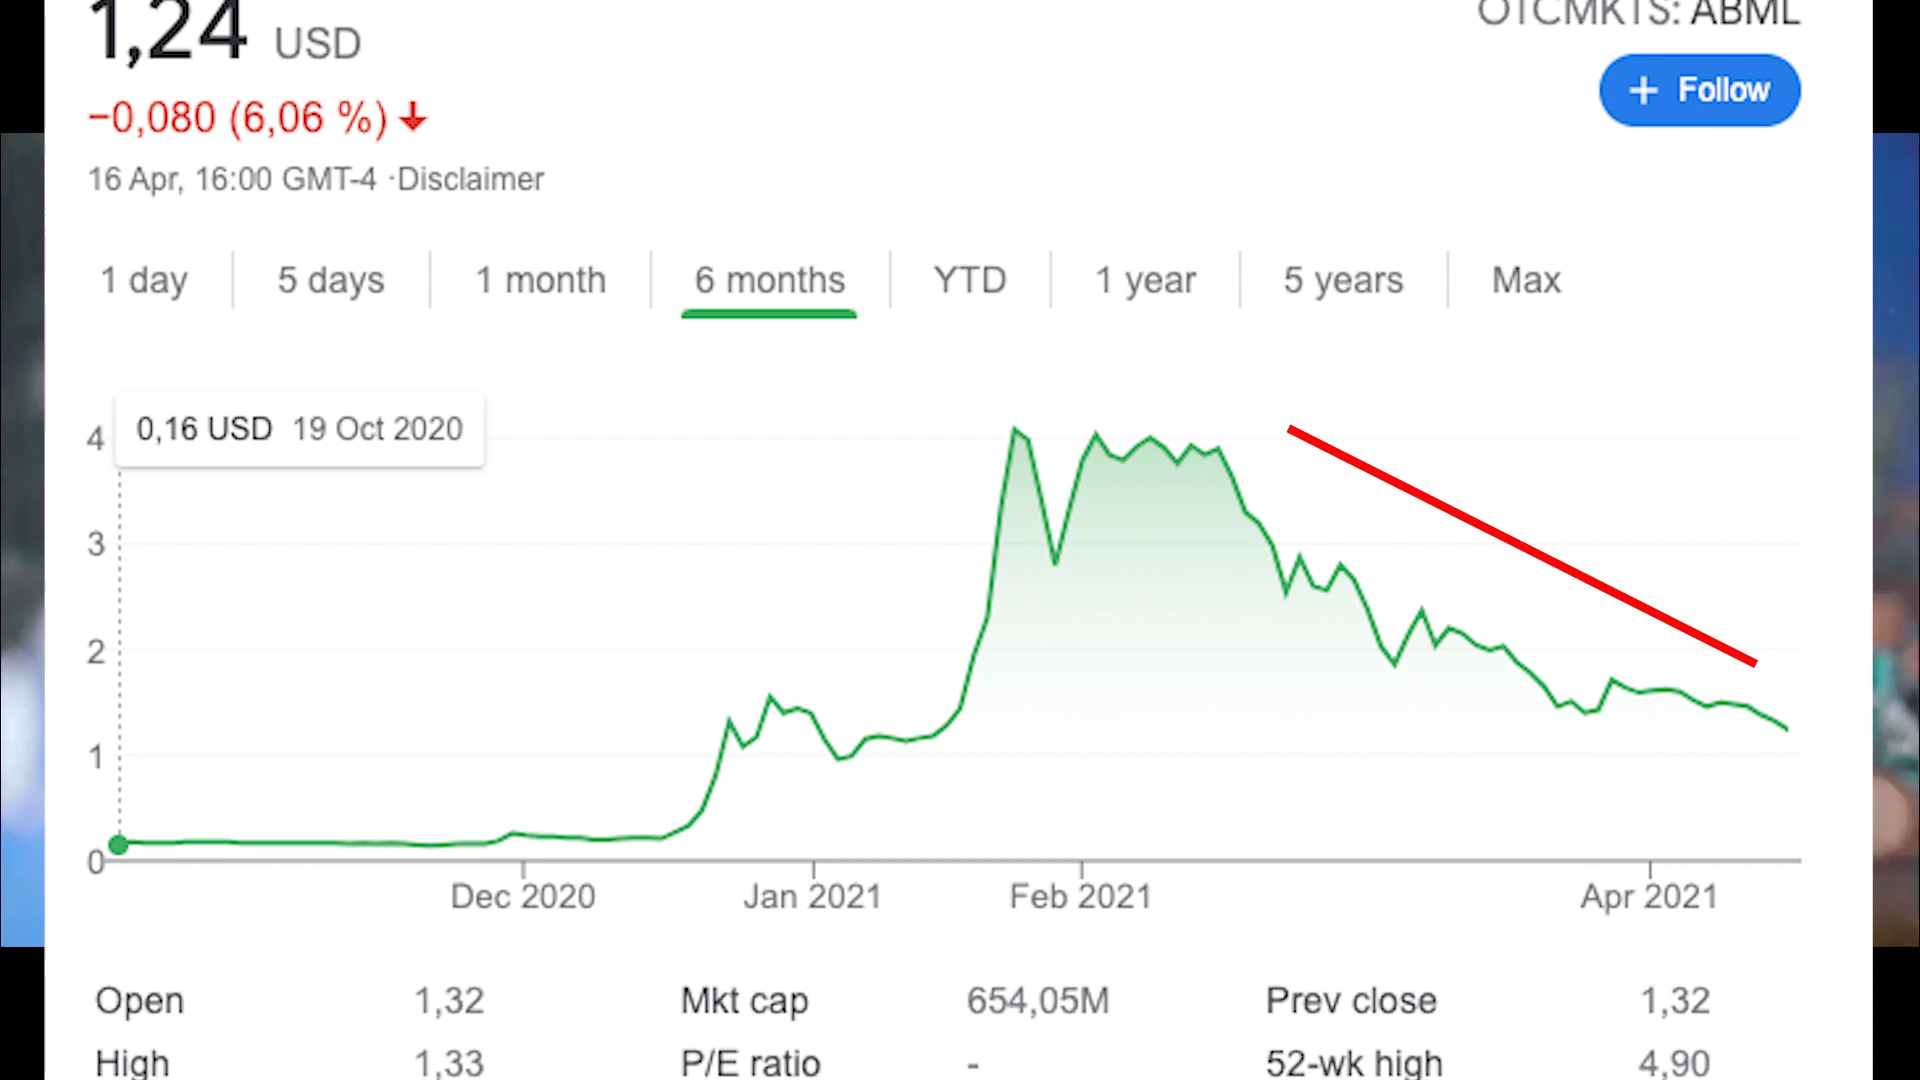 1,24 USD
OTCMKTS: ABML
+ Follow
−0,080 (6,06 %) ↓
16 Apr, 16:00 GMT-4 ·Disclaimer
1 day 5 days 1 month 6 months YTD 1 year 5 years Max
0,16 USD 19 Oct 2020
4
3
2
1
0
Dec 2020 Jan 2021 Feb 2021 Apr 2021
Open 1,32 Mkt cap 654,05M Prev close 1,32
High 1,33 P/E ratio - 52-wk high 4,90